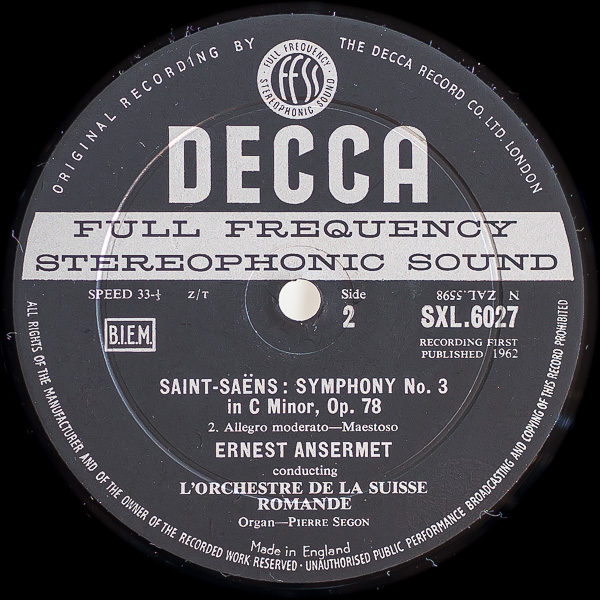 ORIGINAL RECORDING BY THE DECCA RECORD CO. LTD. LONDON
FULL FREQUENCY
ffss
STEREOPHONIC SOUND
DECCA
FULL FREQUENCY
STEREOPHONIC SOUND
SPEED 33-⅓ Z/T Side N ZAL 5598
B.I.E.M. 2 SXL.6027
RECORDING FIRST
PUBLISHED 1962
SAINT-SAËNS : SYMPHONY No. 3
in C Minor, Op. 78
2. Allegro moderato—Maestoso
ERNEST ANSERMET
conducting
L'ORCHESTRE DE LA SUISSE
ROMANDE
Organ—PIERRE SEGON
Made in England
ALL RIGHTS OF THE MANUFACTURER AND OF THE OWNER OF THE RECORDED WORK RESERVED · UNAUTHORISED PUBLIC PERFORMANCE BROADCASTING AND COPYING OF THIS RECORD PROHIBITED